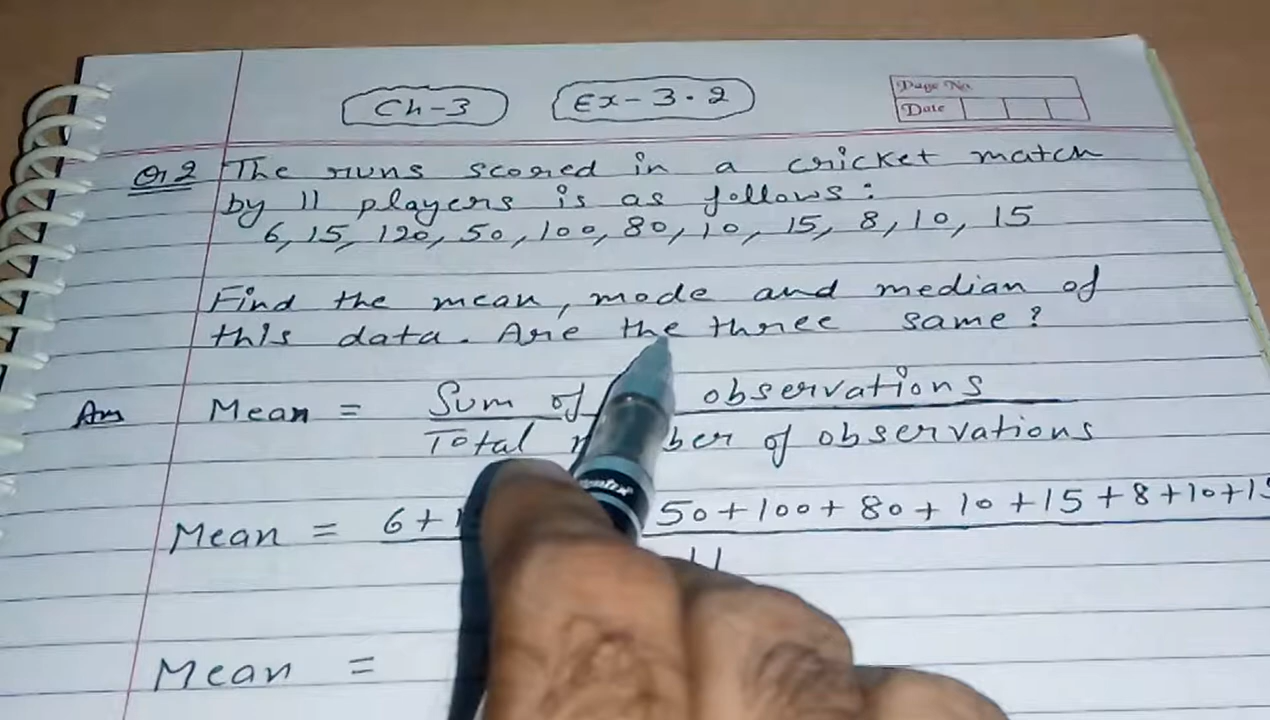 Ch-3 Ex-3.2
Page No.
Date
Q.2 The runs scored in a cricket match
by 11 players is as follows:
6, 15, 120, 50, 100, 80, 10, 15, 8, 10, 15
Find the mean, mode and median of
this data. Are the three same?
Ans Mean = Sum of observations
Total ber of observations
Mean = 6+ 50+100+ 80+ 10 +15 +8+10+15
11
Mean =